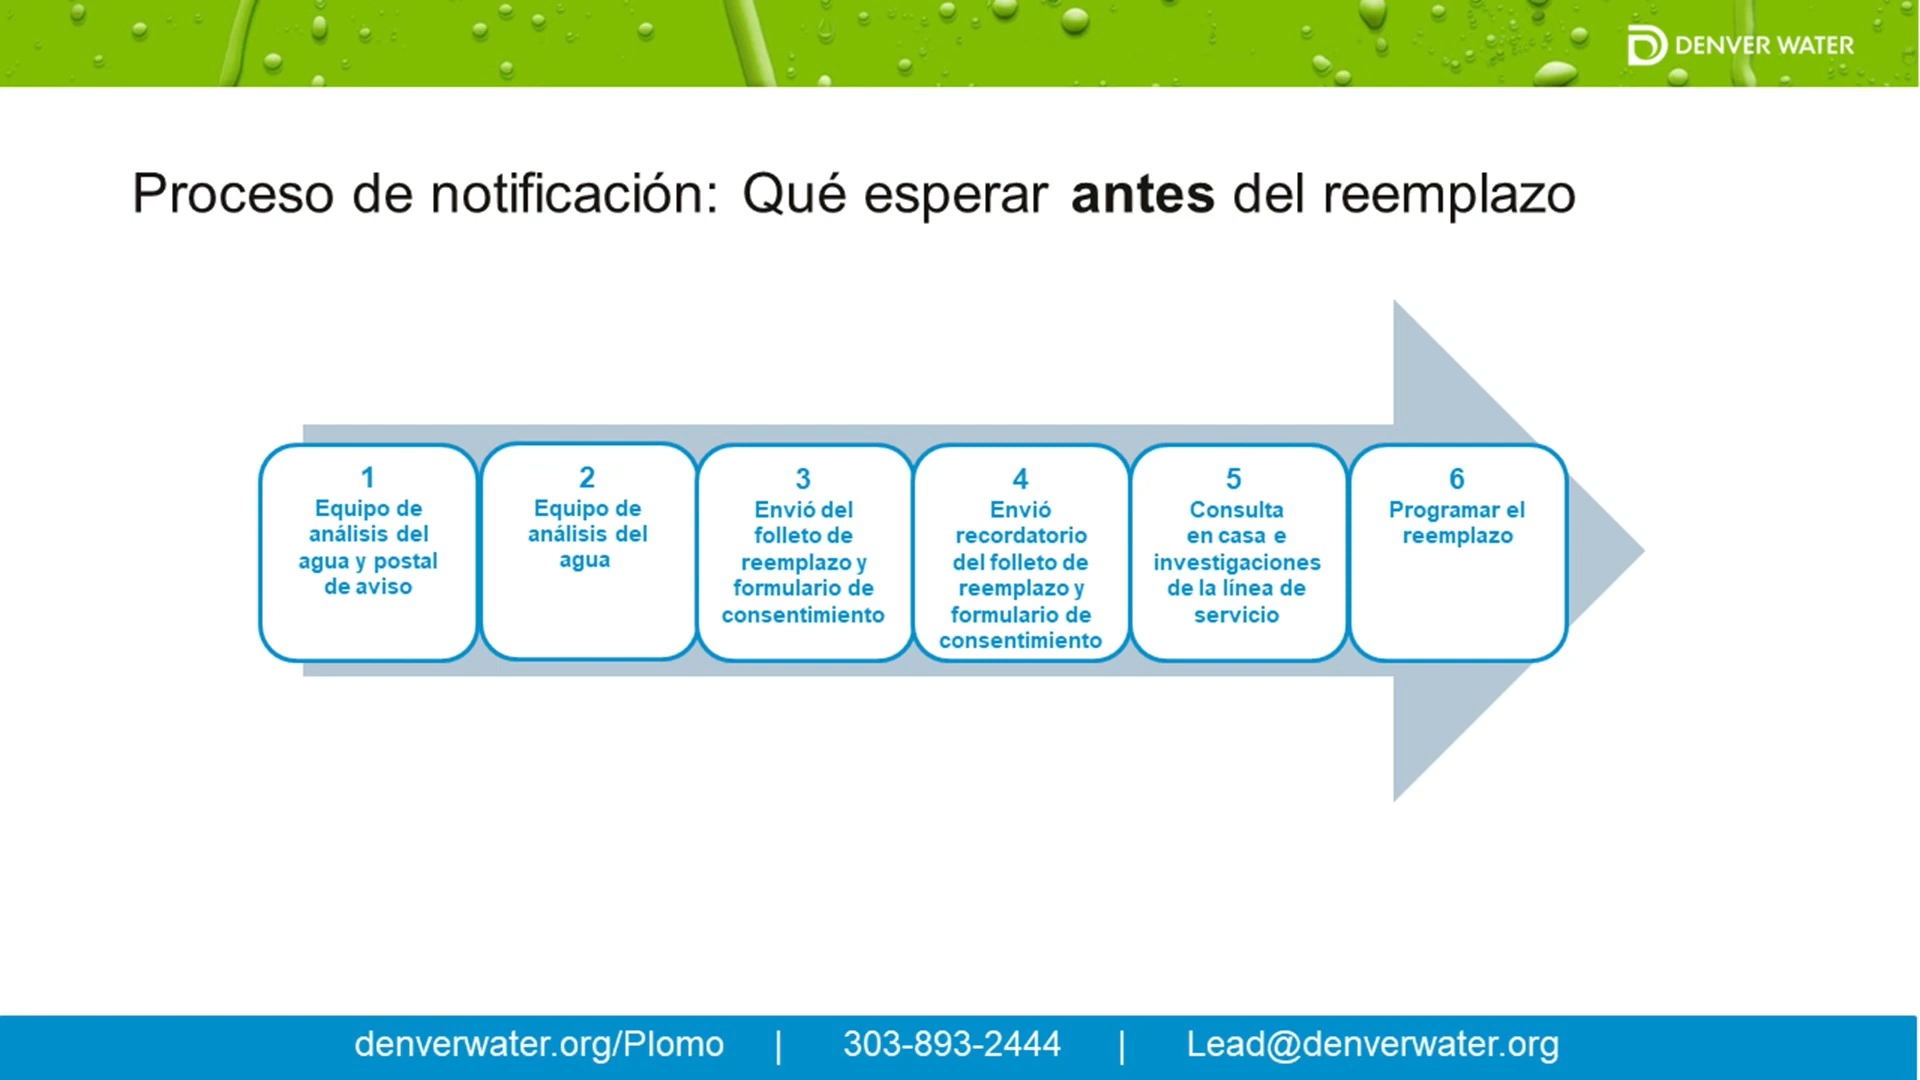 DENVER WATER
Proceso de notificación: Qué esperar antes del reemplazo
1
Equipo de
análisis del
agua y postal
de aviso
2
Equipo de
análisis del
agua
3
Envió del
folleto de
reemplazo y
formulario de
consentimiento
4
Envió
recordatorio
del folleto de
reemplazo y
formulario de
consentimiento
5
Consulta
en casa e
investigaciones
de la línea de
servicio
6
Programar el
reemplazo
denverwater.org/Plomo | 303-893-2444 | Lead@denverwater.org